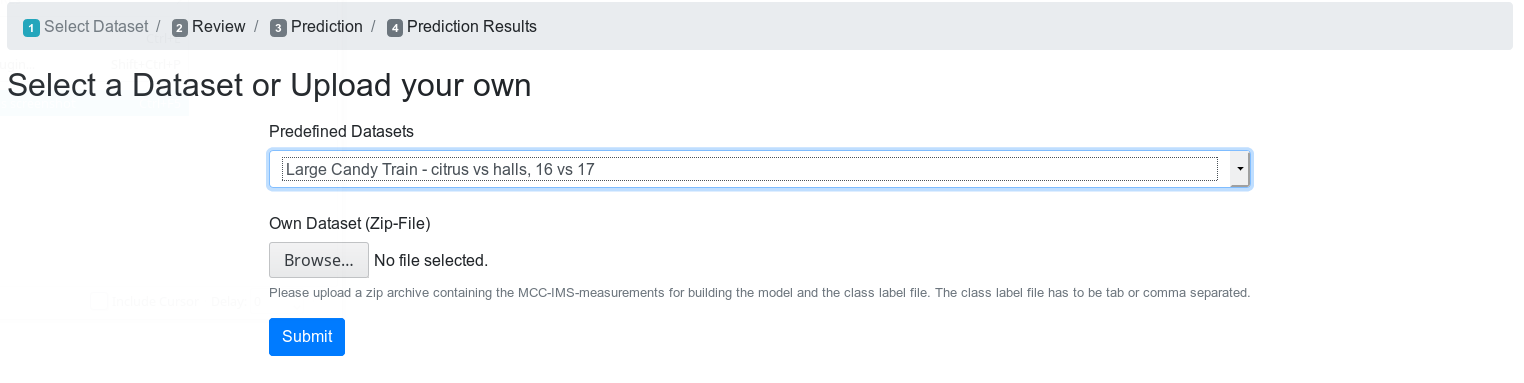 1 Select Dataset / 2 Review / 3 Prediction / 4 Prediction Results
Select a Dataset or Upload your own
Predefined Datasets
Large Candy Train - citrus vs halls, 16 vs 17
Own Dataset (Zip-File)
Browse... No file selected.
Please upload a zip archive containing the MCC-IMS-measurements for building the model and the class label file. The class label file has to be tab or comma separated.
Submit